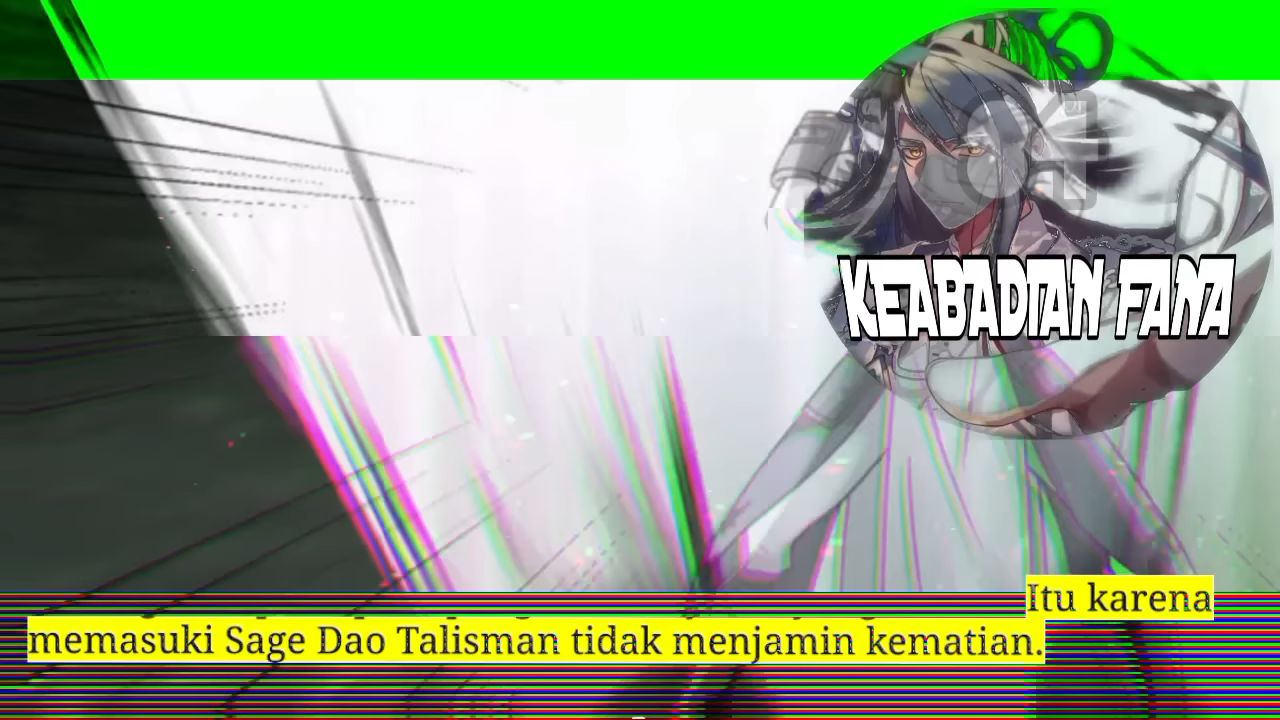 KEABADIAN FANA
Itu karena
memasuki Sage Dao Talisman tidak menjamin kematian.